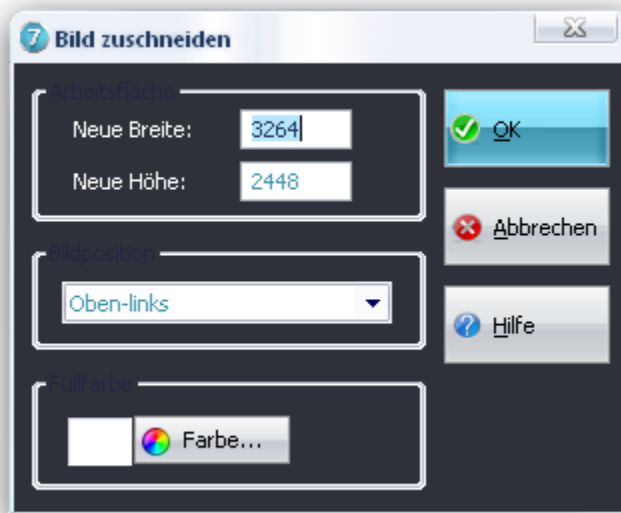 Bild zuschneiden
Arbeitsfläche
Neue Breite: 3264
Neue Höhe: 2448
Bildposition
Oben-links
Füllfarbe
Farbe...
OK
Abbrechen
Hilfe